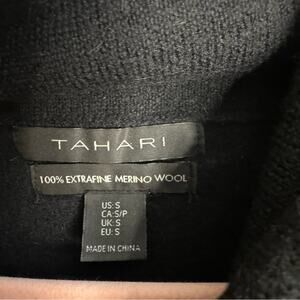 TAHARI
100% EXTRAFINE MERINO WOOL
US: S
CA: S/P
UK: S
EU: S
MADE IN CHINA